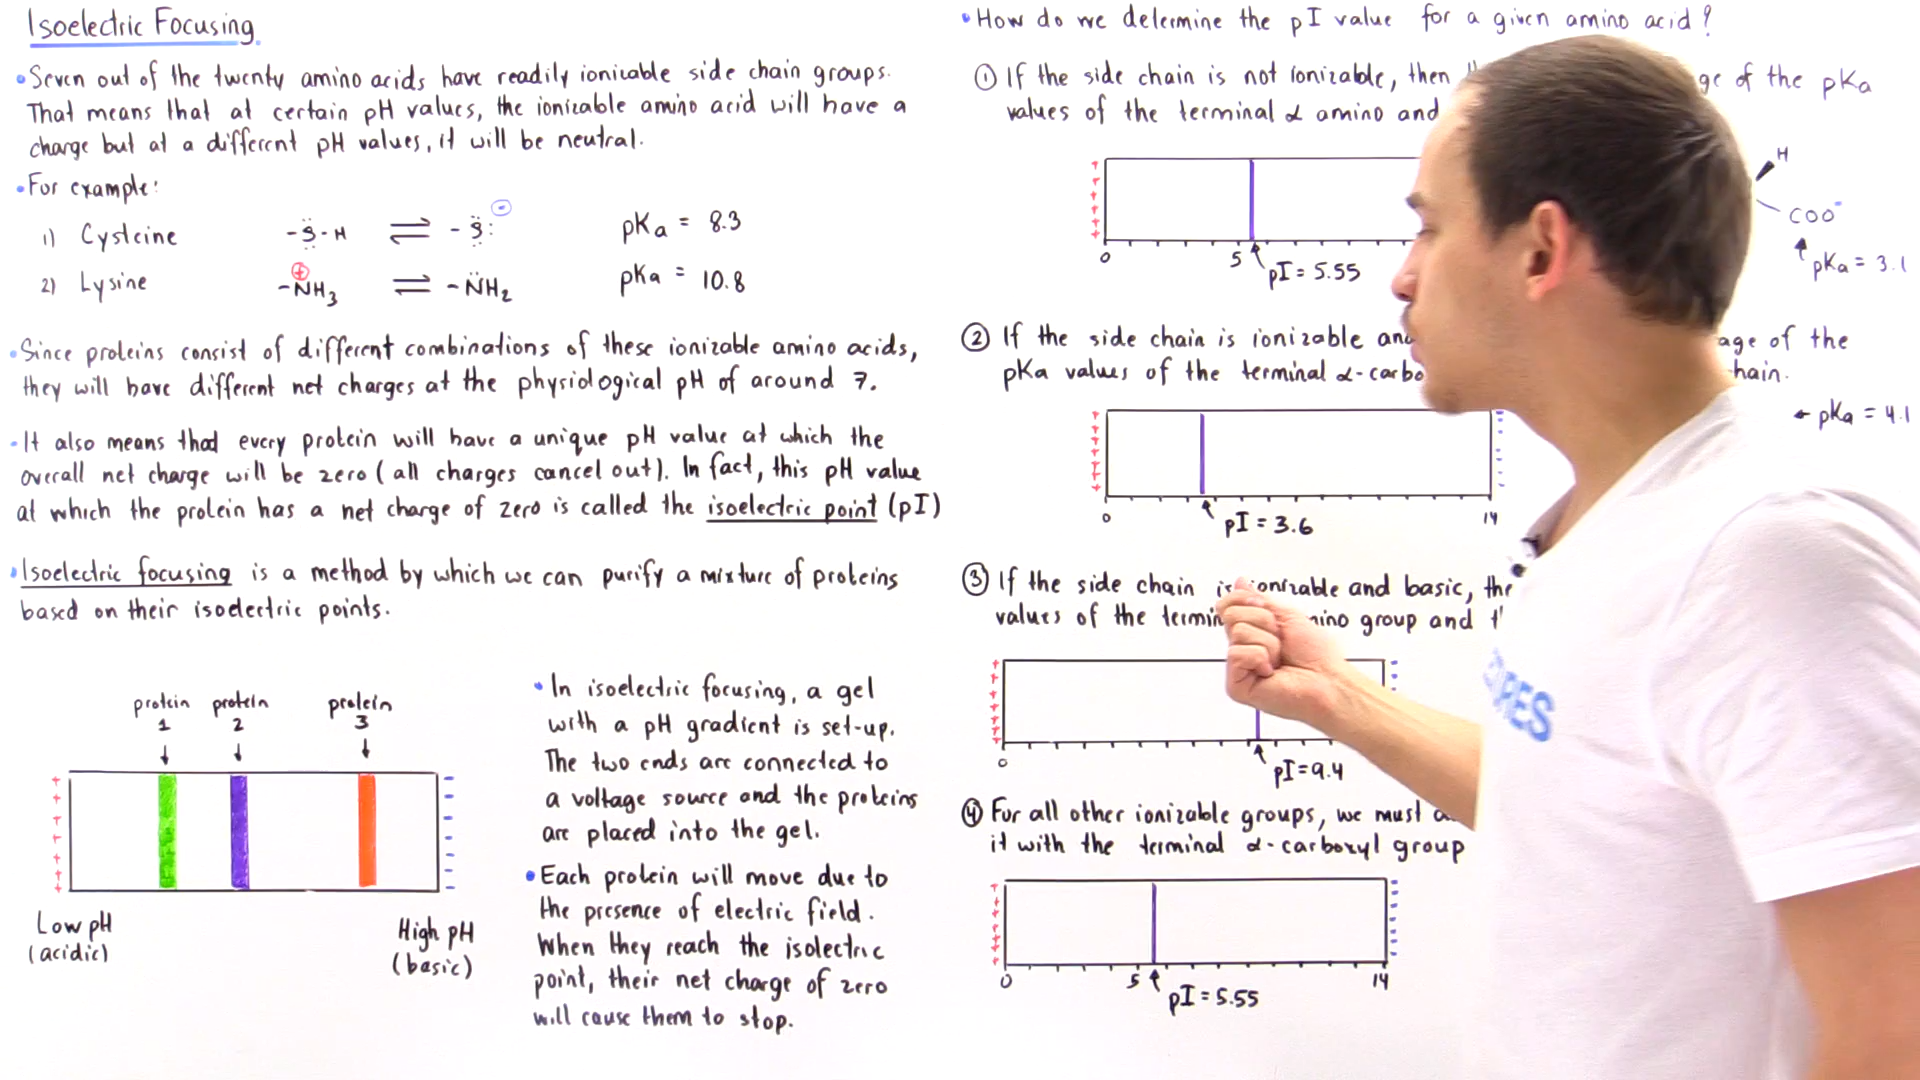 Isoelectric Focusing
• Seven out of the twenty amino acids have readily ionizable side chain groups.
That means that at certain pH values, the ionizable amino acid will have a
charge but at a different pH values, it will be neutral.
• For example:
1) Cysteine -S-H ⇌ -S: ⊖ pKa = 8.3
2) Lysine ⊕ -NH3 ⇌ -NH2 pKa = 10.8
• Since proteins consist of different combinations of these ionizable amino acids,
they will have different net charges at the physiological pH of around 7.
• It also means that every protein will have a unique pH value at which the
overall net charge will be zero (all charges cancel out). In fact, this pH value
at which the protein has a net charge of zero is called the isoelectric point (pI)
• Isoelectric focusing is a method by which we can purify a mixture of proteins
based on their isoelectric points.
protein 1
protein 2
protein 3
Low pH
(acidic)
High pH
(basic)
• In isoelectric focusing, a gel
with a pH gradient is set-up.
The two ends are connected to
a voltage source and the proteins
are placed into the gel.
• Each protein will move due to
the presence of electric field.
When they reach the isolectric
point, their net charge of zero
will cause them to stop.
• How do we determine the pI value for a given amino acid?
① If the side chain is not ionizable, then of the pKa
values of the terminal α amino and
H
COO-
pKa = 3.1
0 5
pI = 5.55
② If the side chain is ionizable and of the
pKa values of the terminal
pKa = 4.1
0 14
pI = 3.6
③ If the side chain is ionizable and basic,
values of the group and
0
pI = 9.4
④ For all other ionizable groups, we must
it with the terminal α-carboxyl group
0 5 14
pI = 5.55